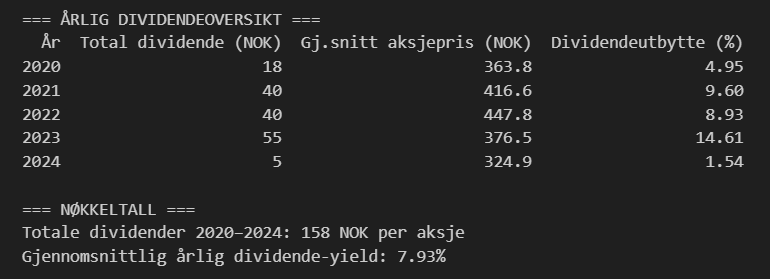 === ÅRLIG DIVIDENDEOVERSIKT ===
År Total dividende (NOK) Gj.snitt aksjepris (NOK) Dividendeutbytte (%)
2020 18 363.8 4.95
2021 40 416.6 9.60
2022 40 447.8 8.93
2023 55 376.5 14.61
2024 5 324.9 1.54
=== NØKKELTALL ===
Totale dividender 2020–2024: 158 NOK per aksje
Gjennomsnittlig årlig dividende-yield: 7.93%